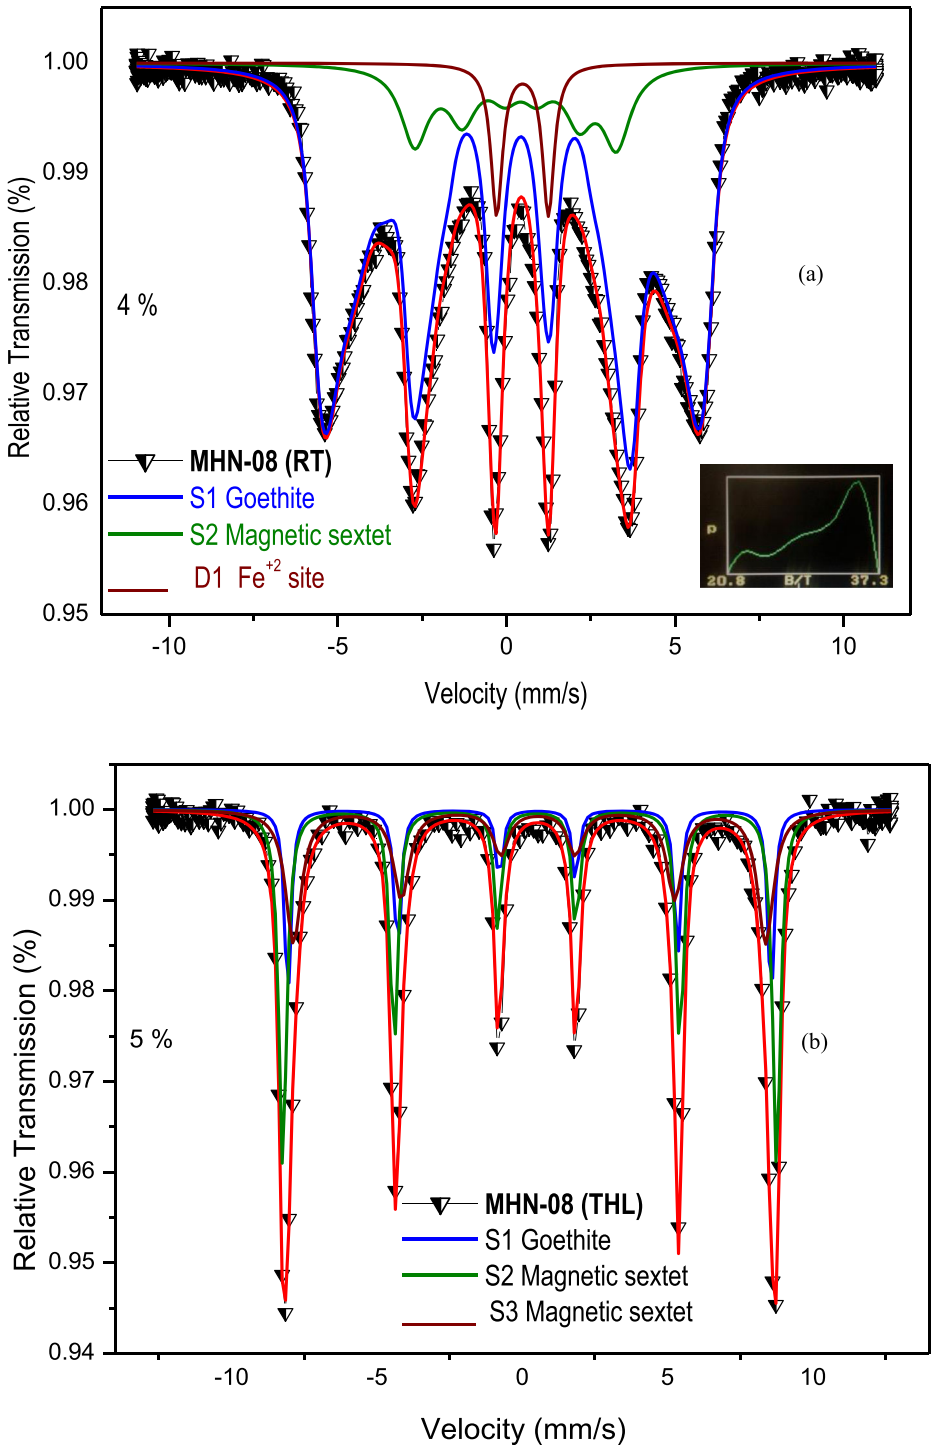 1.00
0.99
0.98
0.97
0.96
0.95
Relative Transmission (%)
(a)
4 %
MHN-08 (RT)
S1 Goethite
S2 Magnetic sextet
D1 Fe+2 site
P
20.8 B/T 37.3
-10 -5 0 5 10
Velocity (mm/s)
1.00
0.99
0.98
0.97
0.96
0.95
0.94
Relative Transmission (%)
5 %
(b)
MHN-08 (THL)
S1 Goethite
S2 Magnetic sextet
S3 Magnetic sextet
-10 -5 0 5 10
Velocity (mm/s)